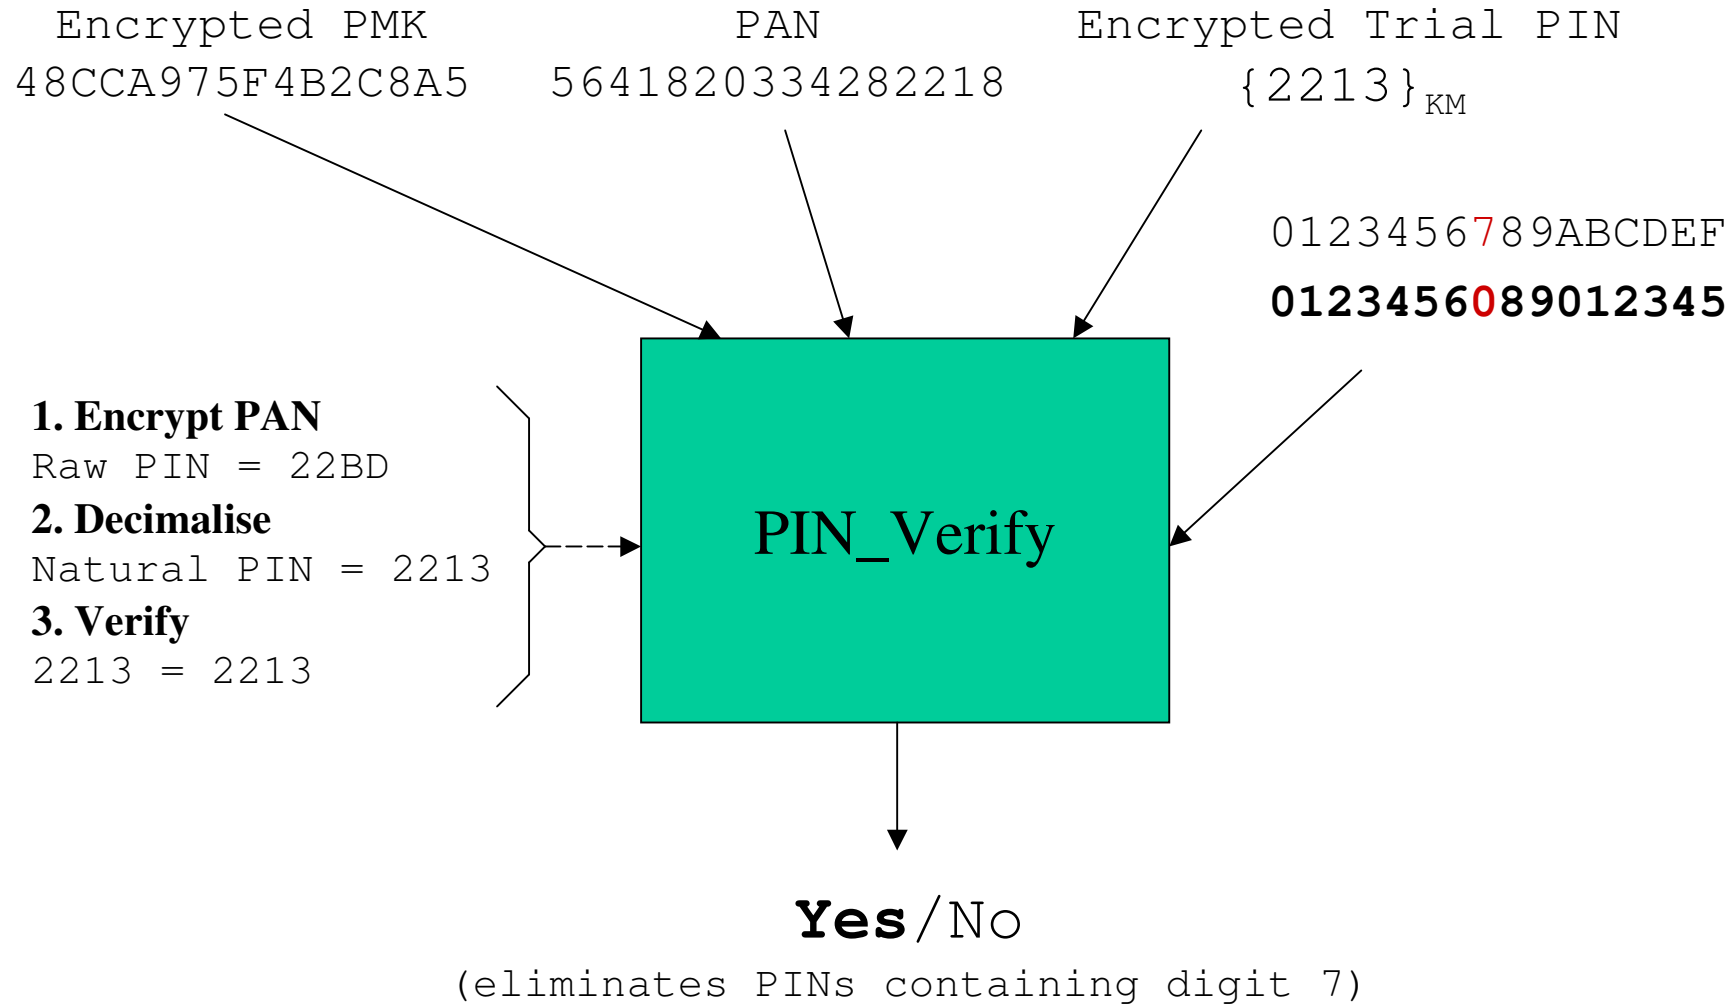 Encrypted PMK
48CCA975F4B2C8A5
PAN
5641820334282218
Encrypted Trial PIN
{2213}KM
0123456789ABCDEF
0123456089012345
1. Encrypt PAN
Raw PIN = 22BD
2. Decimalise
Natural PIN = 2213
3. Verify
2213 = 2213
PIN_Verify
Yes/No
(eliminates PINs containing digit 7)